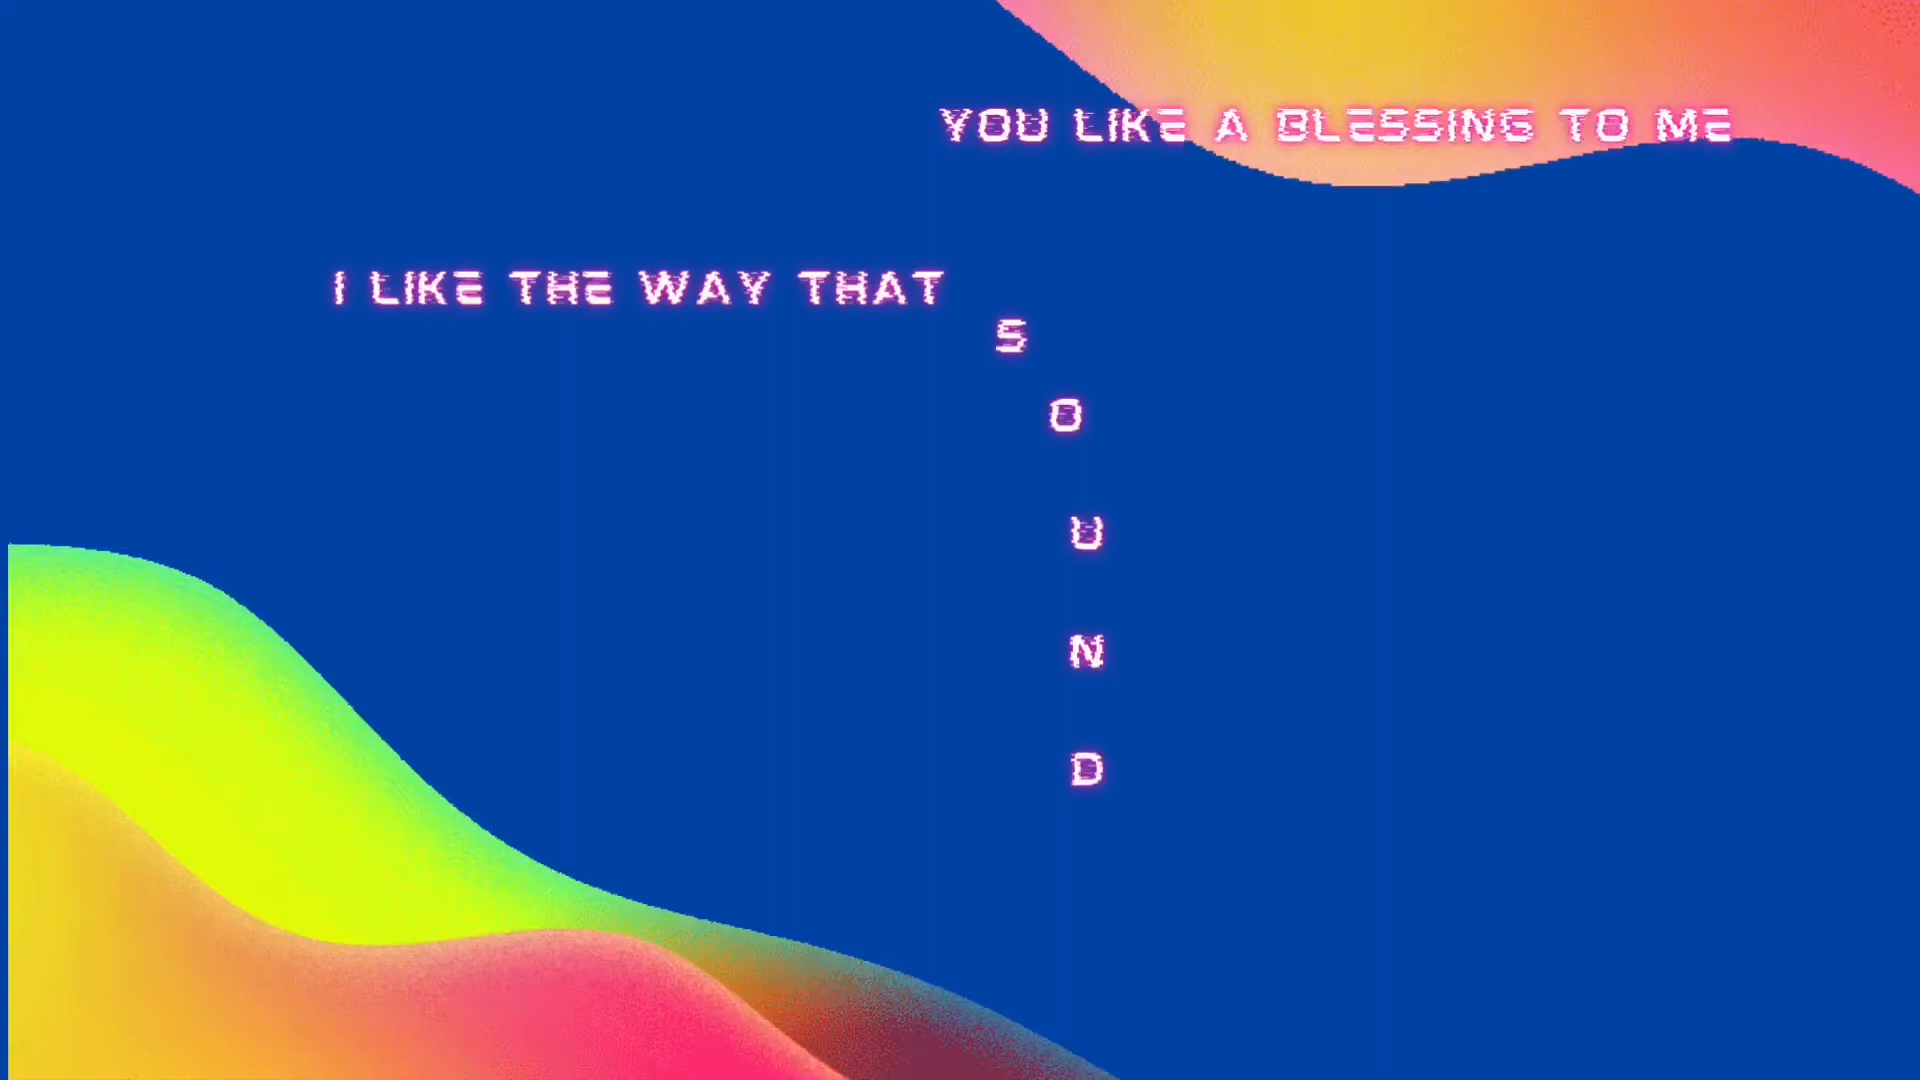 YOU LIKE A BLESSING TO ME
I LIKE THE WAY THAT
S
O
U
N
D